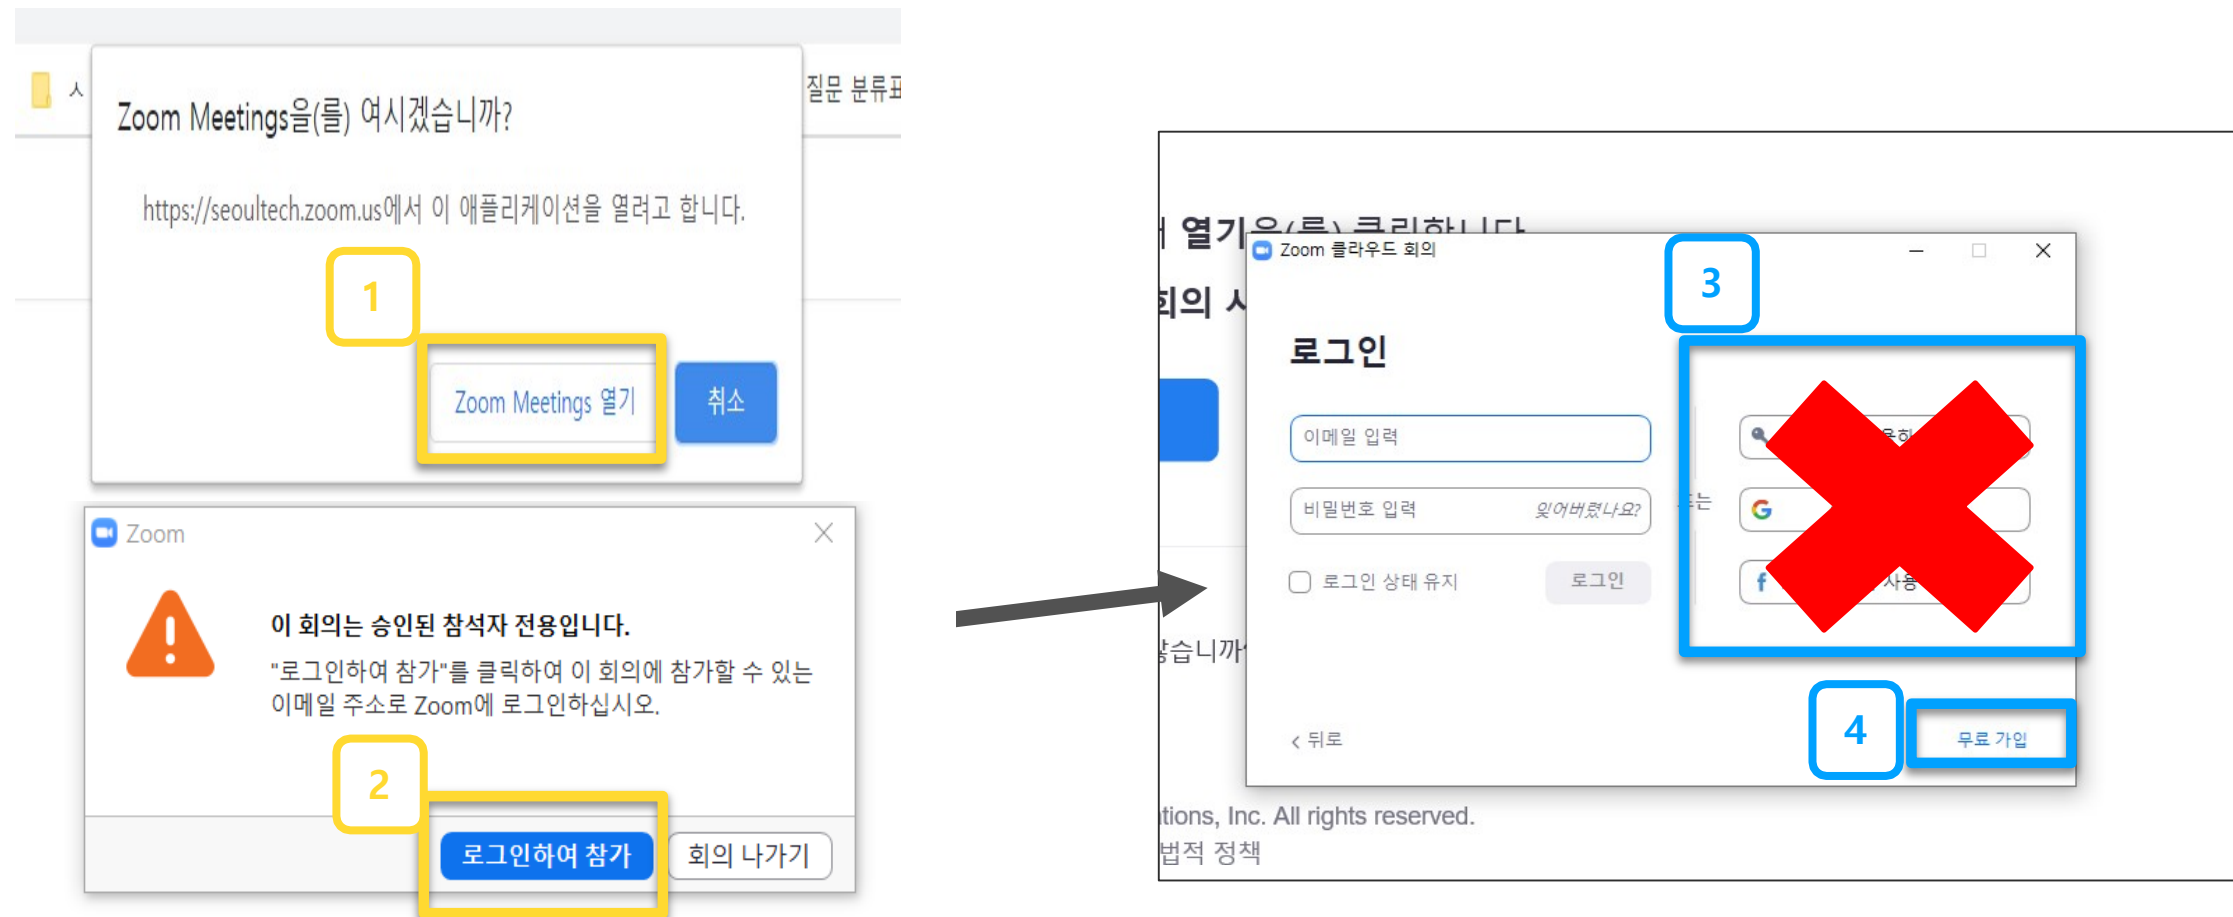 질문 분류표
Zoom Meetings을(를) 여시겠습니까?
https://seoultech.zoom.us에서 이 애플리케이션을 열려고 합니다.
1
Zoom Meetings 열기
취소
Zoom
이 회의는 승인된 참석자 전용입니다.
"로그인하여 참가"를 클릭하여 이 회의에 참가할 수 있는
이메일 주소로 Zoom에 로그인하십시오.
2
로그인하여 참가
회의 나가기
열기을(를) 클릭합니다
회의
Zoom 클라우드 회의
3
로그인
이메일 입력
비밀번호 입력
잊어버렸나요?
또는
로그인 상태 유지
로그인
않습니까
4
뒤로
무료 가입
tions, Inc. All rights reserved.
법적 정책